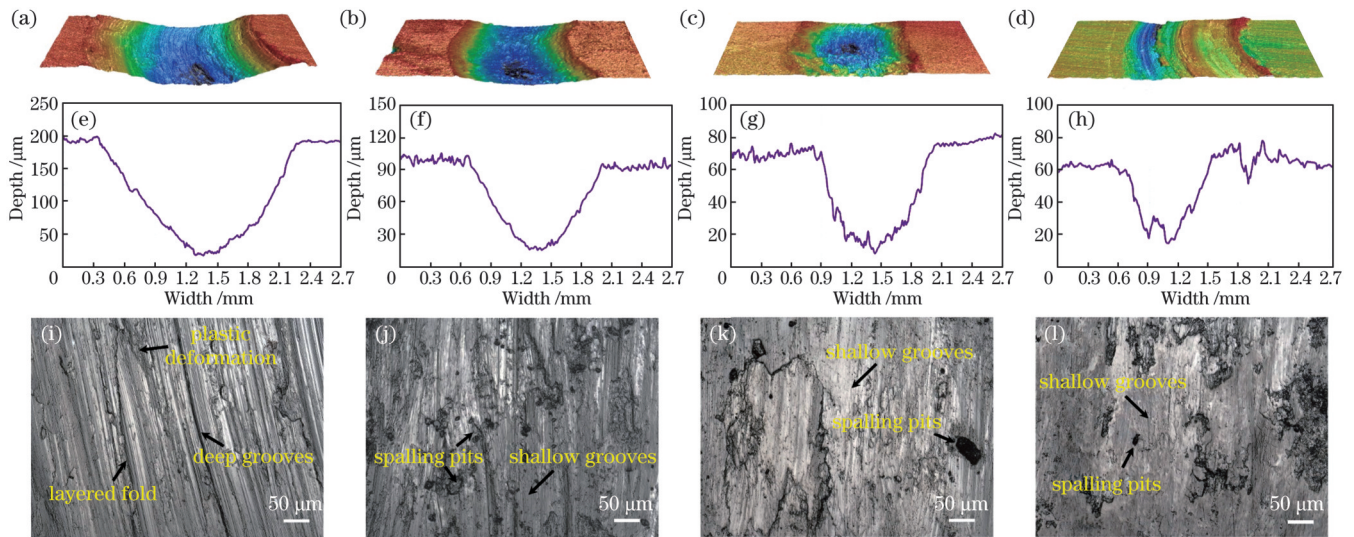 (a)
(b)
(c)
(d)
(e)
250
200
150
100
50
0
0.3 0.6 0.9 1.2 1.5 1.8 2.1 2.4 2.7
Depth /μm
Width /mm
(f)
150
120
90
60
30
0 0.3 0.6 0.9 1.2 1.5 1.8 2.1 2.4 2.7
Depth /μm
Width /mm
(g)
100
80
60
40
20
0 0.3 0.6 0.9 1.2 1.5 1.8 2.1 2.4 2.7
Depth /μm
Width /mm
(h)
100
80
60
40
20
0 0.3 0.6 0.9 1.2 1.5 1.8 2.1 2.4 2.7
Depth /μm
Width /mm
(i)
plastic
deformation
deep grooves
layered fold
50 μm
(j)
spalling pits
shallow grooves
50 μm
(k)
shallow grooves
spalling pits
50 μm
(l)
shallow grooves
spalling pits
50 μm